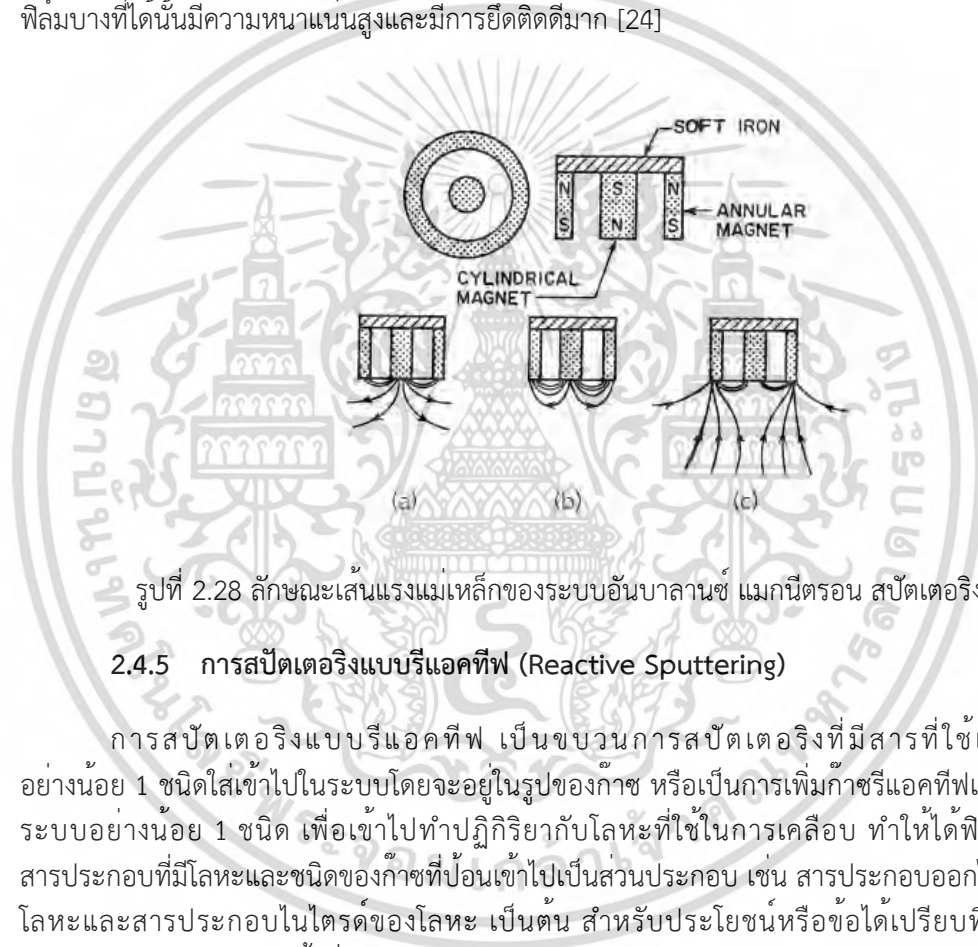 ฟิล์มบางที่ได้นั้นมีความหนาแน่นสูงและมีการยึดติดดีมาก [24]
SOFT IRON
N S N
S N S
ANNULAR
MAGNET
CYLINDRICAL
MAGNET
(a) (b) (c)
รูปที่ 2.28 ลักษณะเส้นแรงแม่เหล็กของระบบอันบาลานซ์ แมกนีตรอน สปัตเตอริง
2.4.5 การสปัตเตอริงแบบรีแอคทีฟ (Reactive Sputtering)
การสปัตเตอริงแบบรีแอคทีฟ เป็นขบวนการสปัตเตอริงที่มีสารที่ใช้
อย่างน้อย 1 ชนิดใส่เข้าไปในระบบโดยจะอยู่ในรูปของก๊าซ หรือเป็นการเพิ่มก๊าซรีแอคทีฟ
ระบบอย่างน้อย 1 ชนิด เพื่อเข้าไปทำปฏิกิริยากับโลหะที่ใช้ในการเคลือบ ทำให้ได้
สารประกอบที่มีโลหะและชนิดของก๊าซที่ป้อนเข้าไปเป็นส่วนประกอบ เช่น สารประกอบ
โลหะและสารประกอบไนไตรด์ของโลหะ เป็นต้น สำหรับประโยชน์หรือข้อได้เปรียบ